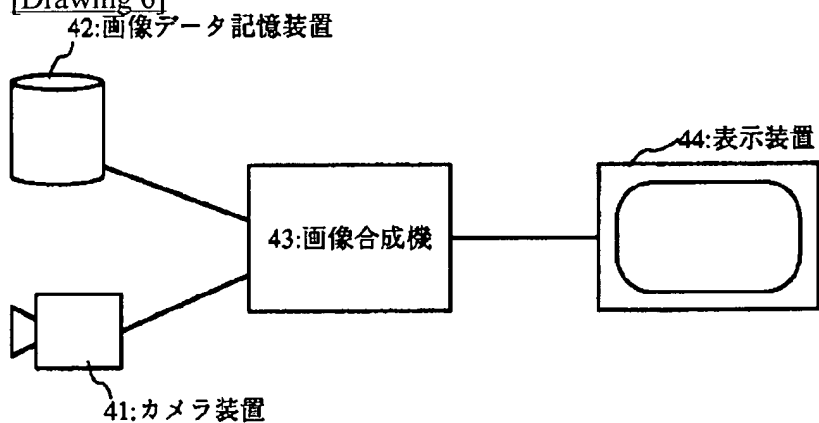 [Drawing 6]
42:画像データ記憶装置
44:表示装置
43:画像合成機
41:カメラ装置